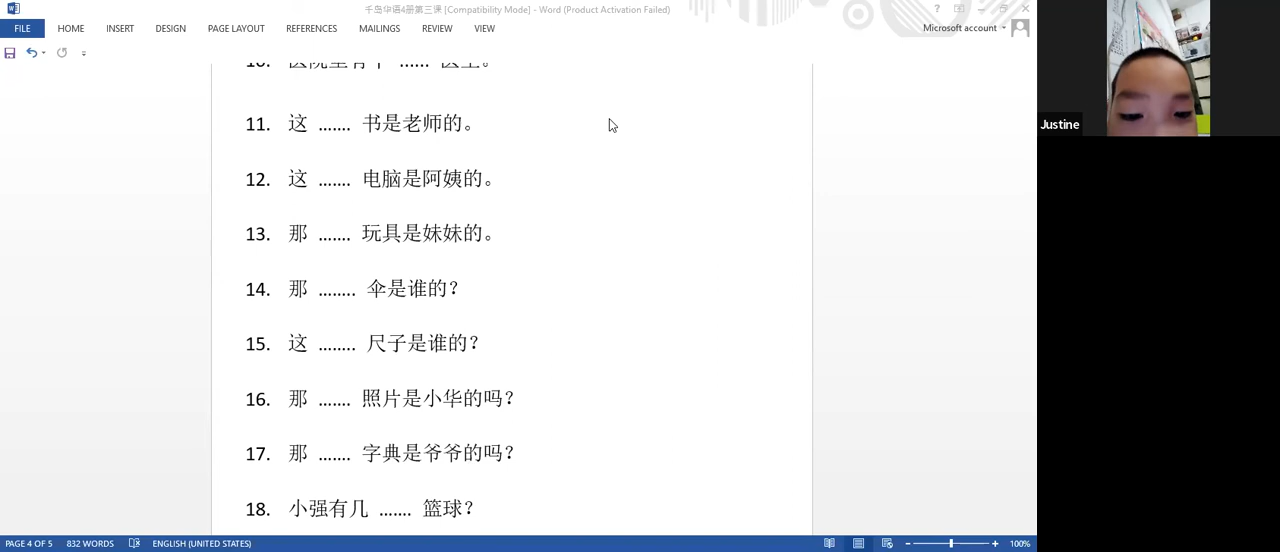 千岛华语4册第三课 [Compatibility Mode] - Word (Product Activation Failed)
FILE HOME INSERT DESIGN PAGE LAYOUT REFERENCES MAILINGS REVIEW VIEW
Microsoft account
Justine
11. 这 ....... 书是老师的。
12. 这 ....... 电脑是阿姨的。
13. 那 ....... 玩具是妹妹的。
14. 那 ........ 伞是谁的?
15. 这 ........ 尺子是谁的?
16. 那 ....... 照片是小华的吗?
17. 那 ....... 字典是爷爷的吗?
18. 小强有几 ....... 篮球?
PAGE 4 OF 5 832 WORDS ENGLISH (UNITED STATES) 100%